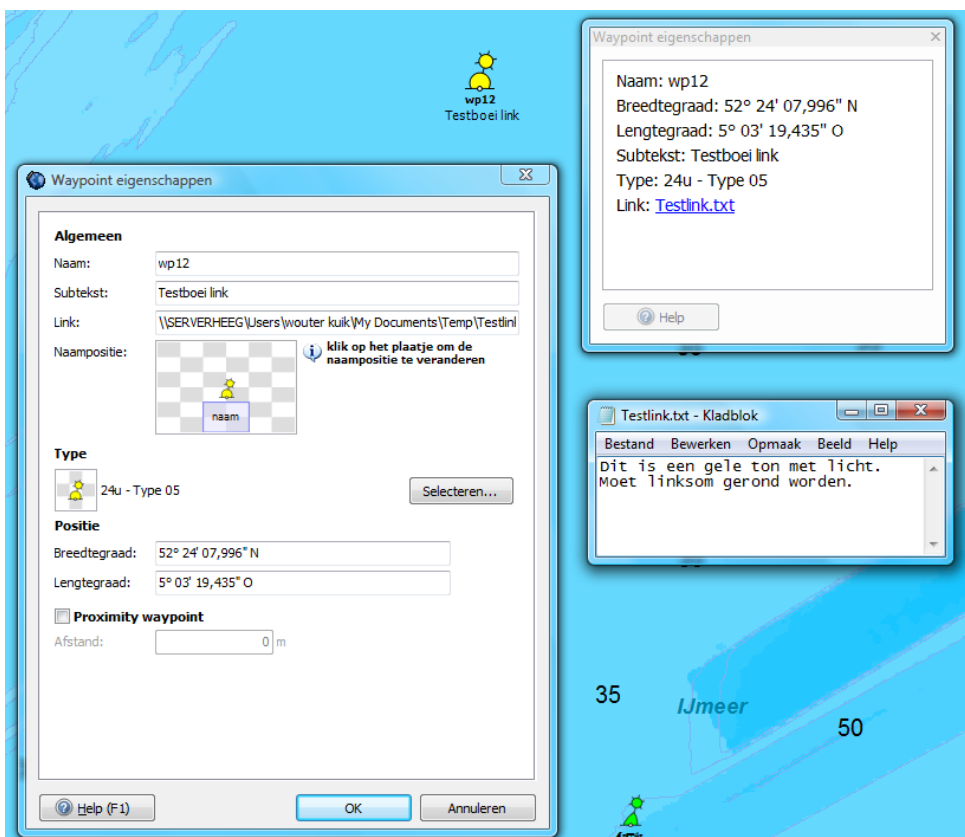 wp12
Testboei link
Waypoint eigenschappen
Naam: wp12
Breedtegraad: 52° 24' 07,996" N
Lengtegraad: 5° 03' 19,435" O
Subtekst: Testboei link
Type: 24u - Type 05
Link: Testlink.txt
Help
Waypoint eigenschappen
Algemeen
Naam: wp12
Subtekst: Testboei link
Link: \\SERVERHEEG\Users\wouter kuik\My Documents\Temp\Testlink
Naampositie:
klik op het plaatje om de
naampositie te veranderen
naam
Type
24u - Type 05
Selecteren...
Positie
Breedtegraad: 52° 24' 07,996" N
Lengtegraad: 5° 03' 19,435" O
Proximity waypoint
Afstand: 0 m
Help (F1)
OK
Annuleren
Testlink.txt - Kladblok
Bestand Bewerken Opmaak Beeld Help
Dit is een gele ton met licht.
Moet linksom gerond worden.
35
IJmeer
50